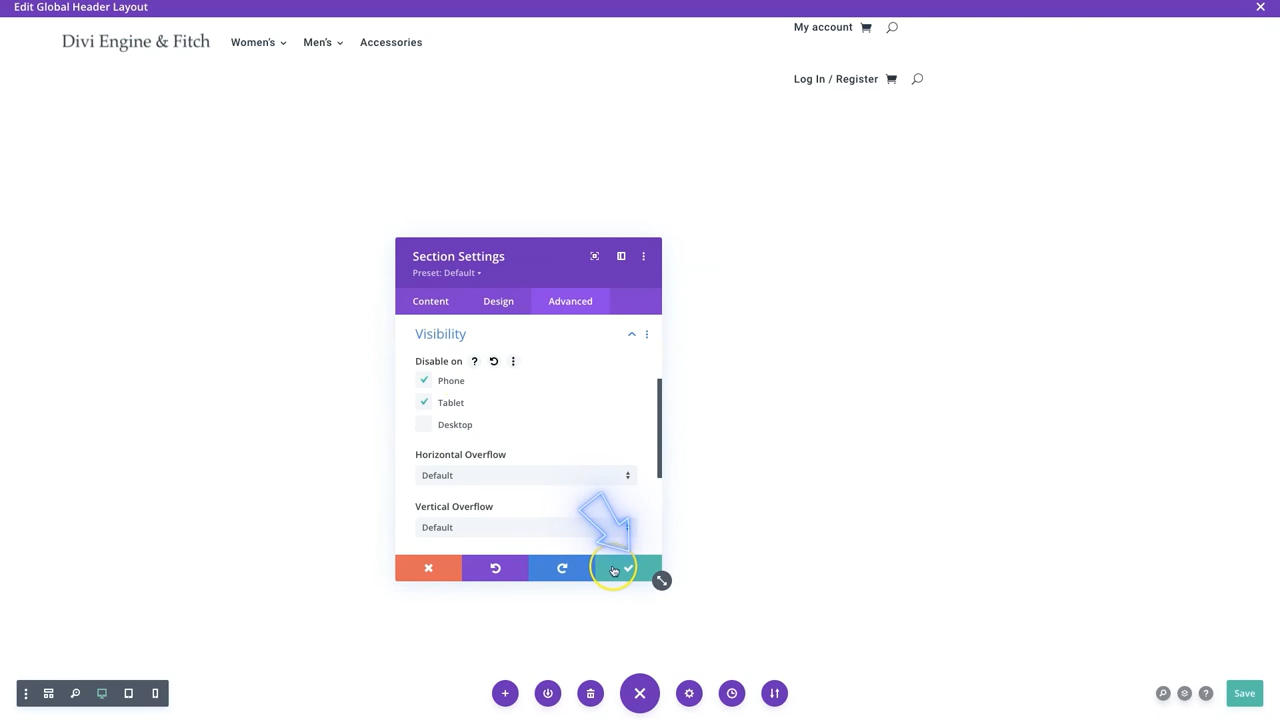 Edit Global Header Layout
Divi Engine & Fitch
Women's
Men's
Accessories
My account
Log In / Register
Section Settings
Preset: Default
Content
Design
Advanced
Visibility
Disable on ?
Phone
Tablet
Desktop
Horizontal Overflow
Default
Vertical Overflow
Default
?
Save